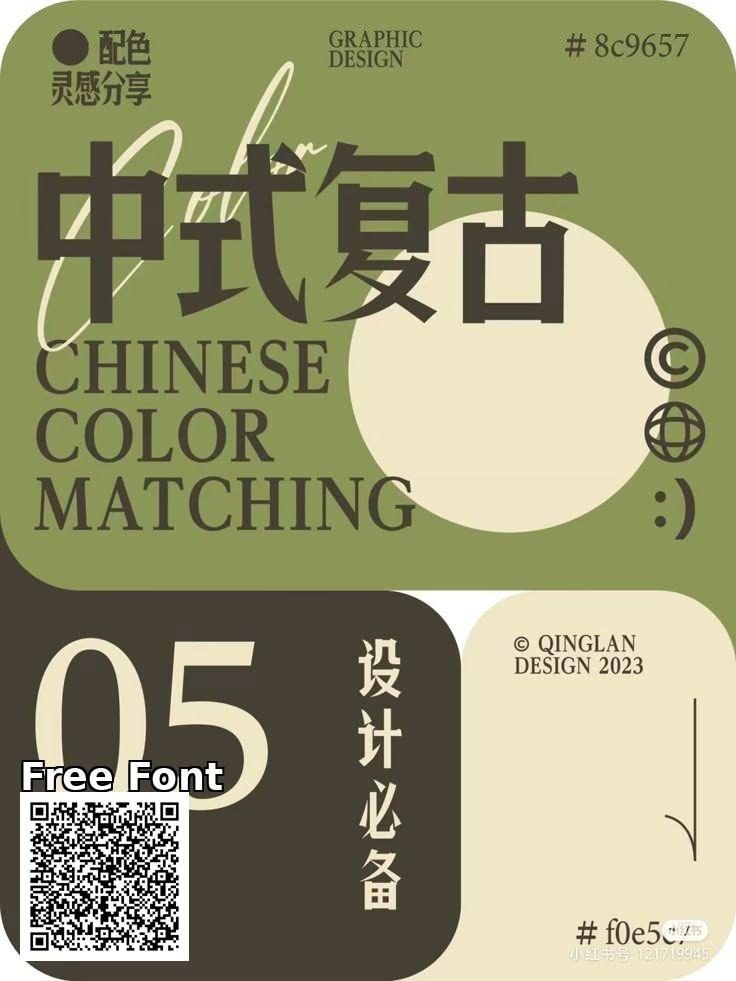 配色
灵感分享
GRAPHIC
DESIGN
# 8c9657
Color
中式复古
CHINESE
COLOR
MATCHING
©
:)
05
设计必备
© QINGLAN
DESIGN 2023
Free Font
小红书号 121719945